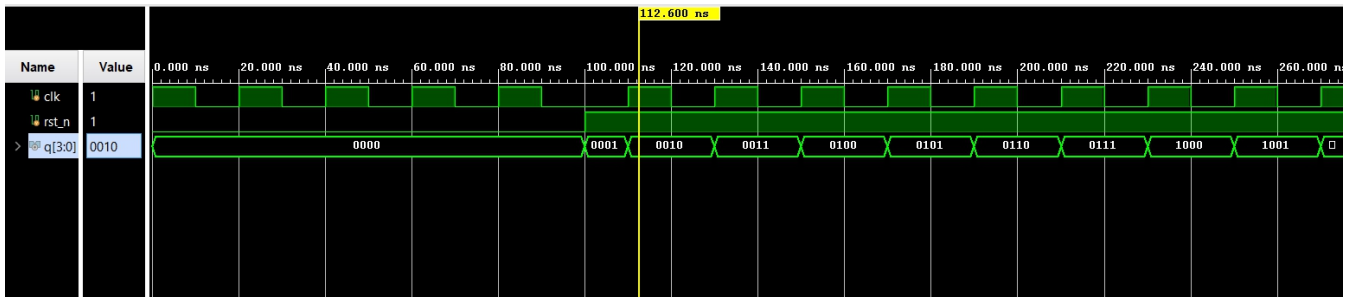 112.600 ns
Name Value 0.000 ns 20.000 ns 40.000 ns 60.000 ns 80.000 ns 100.000 ns 120.000 ns 140.000 ns 160.000 ns 180.000 ns 200.000 ns 220.000 ns 240.000 ns 260.000 n
clk 1
rst_n 1
> q[3:0] 0010 0000 0001 0010 0011 0100 0101 0110 0111 1000 1001